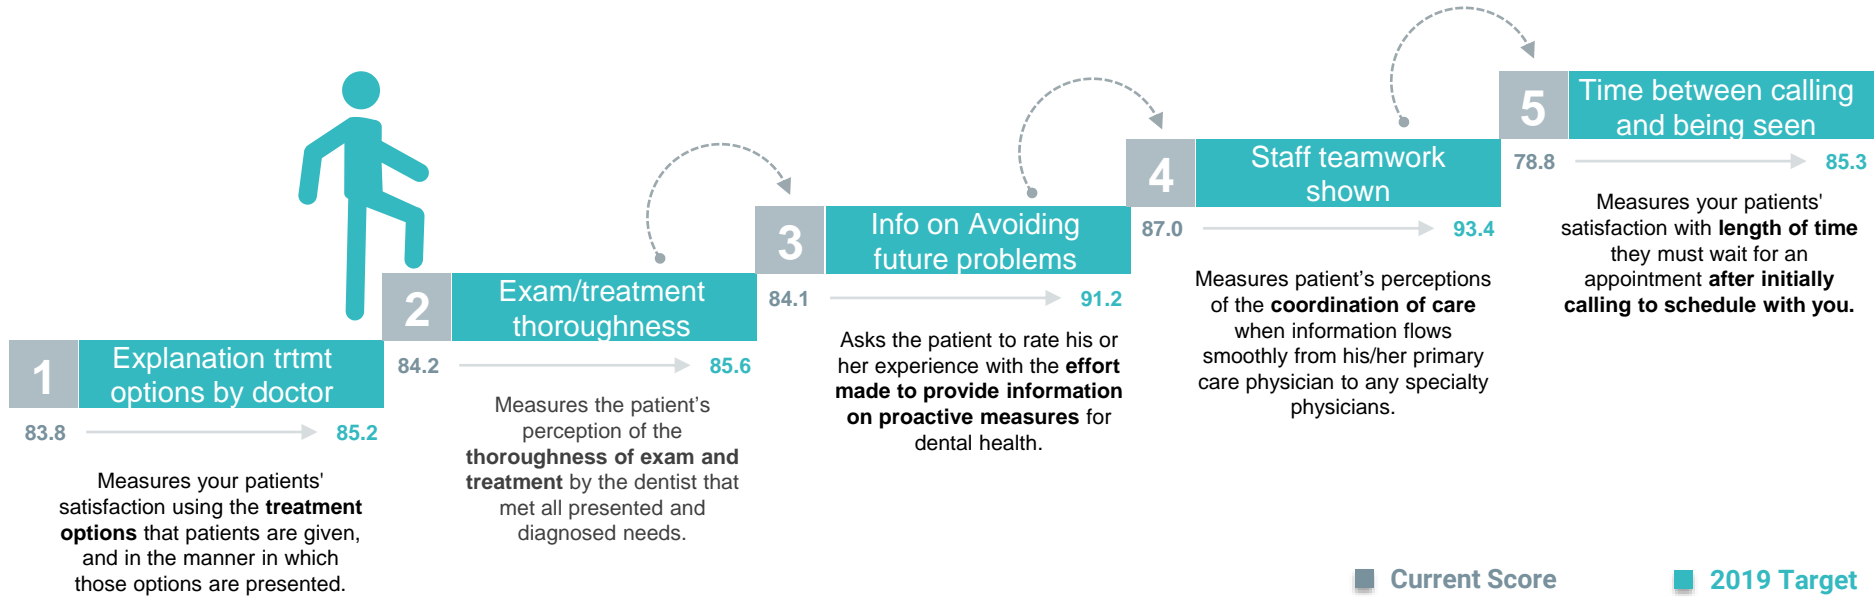 1
Explanation trtmt
options by doctor
83.8
85.2
Measures your patients'
satisfaction using the treatment
options that patients are given,
and in the manner in which
those options are presented.
2
Exam/treatment
thoroughness
84.2
85.6
Measures the patient’s
perception of the
thoroughness of exam and
treatment by the dentist that
met all presented and
diagnosed needs.
3
Info on Avoiding
future problems
84.1
91.2
Asks the patient to rate his or
her experience with the effort
made to provide information
on proactive measures for
dental health.
4
Staff teamwork
shown
87.0
93.4
Measures patient’s perceptions
of the coordination of care
when information flows
smoothly from his/her primary
care physician to any specialty
physicians.
5
Time between calling
and being seen
78.8
85.3
Measures your patients'
satisfaction with length of time
they must wait for an
appointment after initially
calling to schedule with you.
Current Score
2019 Target